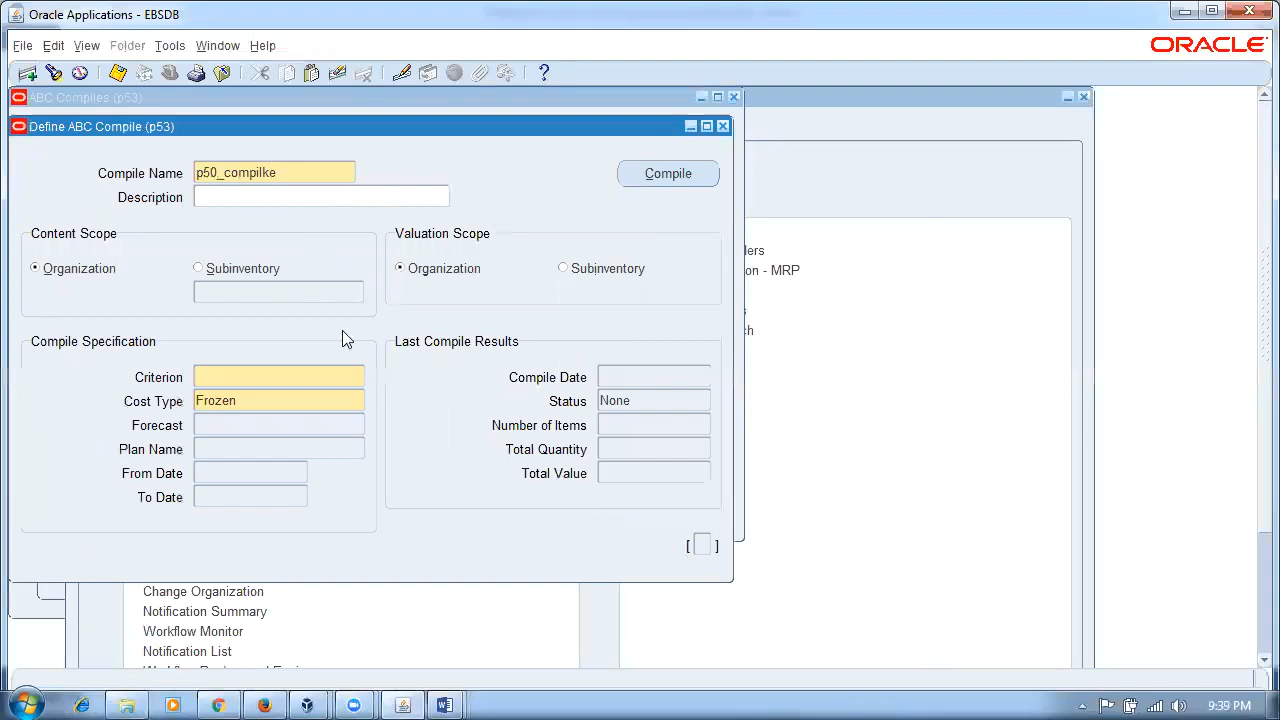 Oracle Applications - EBSDB
File Edit View Folder Tools Window Help
ORACLE
ABC Compiles (p53)
Define ABC Compile (p53)
Compile Name p50_compilke Compile
Description
Content Scope Valuation Scope
Organization Subinventory Organization Subinventory
ders
on - MRP
s
ch
Compile Specification Last Compile Results
Criterion Compile Date
Cost Type Frozen Status None
Forecast Number of Items
Plan Name Total Quantity
From Date Total Value
To Date
[ ]
Change Organization
Notification Summary
Workflow Monitor
Notification List
9:39 PM